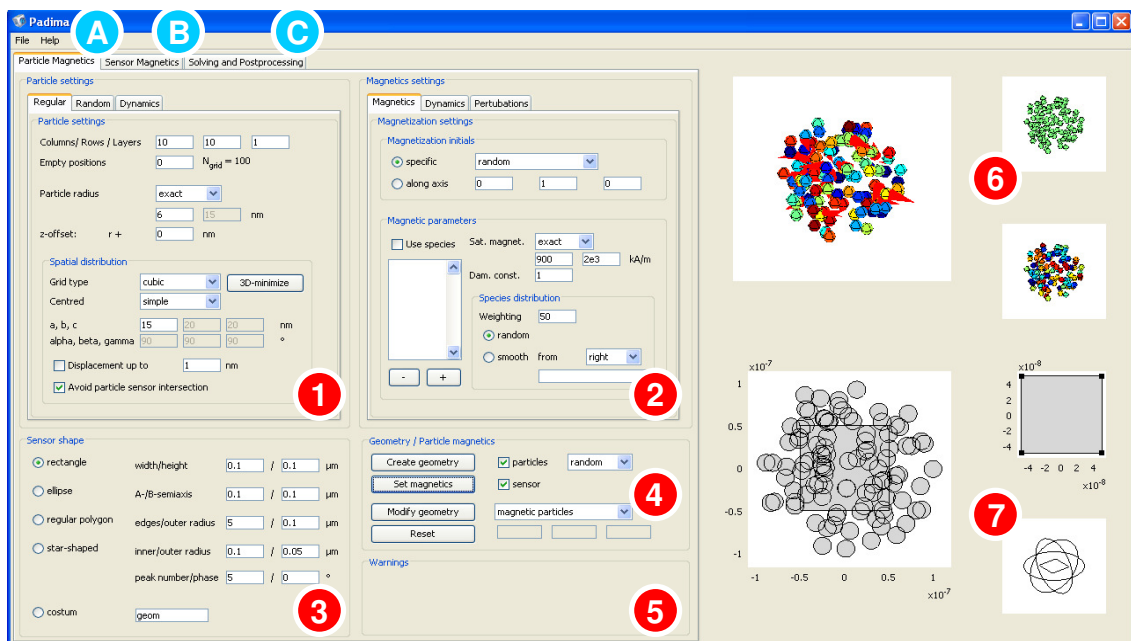 Padima
A B C
File Help
Particle Magnetics Sensor Magnetics Solving and Postprocessing
Particle settings
Regular Random Dynamics
Particle settings
Columns/ Rows / Layers 10 10 1
Empty positions 0 Ngrid = 100
Particle radius exact
6 15 nm
z-offset: r + 0 nm
Spatial distribution
Grid type cubic 3D-minimize
Centred simple
a, b, c 15 20 20 nm
alpha, beta, gamma 90 90 90 °
Displacement up to 1 nm
Avoid particle sensor intersection
1
Magnetics settings
Magnetics Dynamics Pertubations
Magnetization settings
Magnetization initials
specific random
along axis 0 1 0
Magnetic parameters
Use species Sat. magnet. exact
900 2e3 kA/m
Dam. const. 1
Species distribution
Weighting 50
random
smooth from right
- +
2
Sensor shape
rectangle width/height 0.1 / 0.1 µm
ellipse A-/B-semiaxis 0.1 / 0.1 µm
regular polygon edges/outer radius 5 / 0.1 µm
star-shaped inner/outer radius 0.1 / 0.05 µm
peak number/phase 5 / 0 °
costum geom
3
Geometry / Particle magnetics
Create geometry particles random
Set magnetics sensor
Modify geometry magnetic particles
Reset
4
Warnings
5
6
×10⁻⁷
1
0.5
0
-0.5
-1
-1 -0.5 0 0.5 1
×10⁻⁷
×10⁻⁸
4
2
0
-2
-4
-4 -2 0 2 4
×10⁻⁸
7